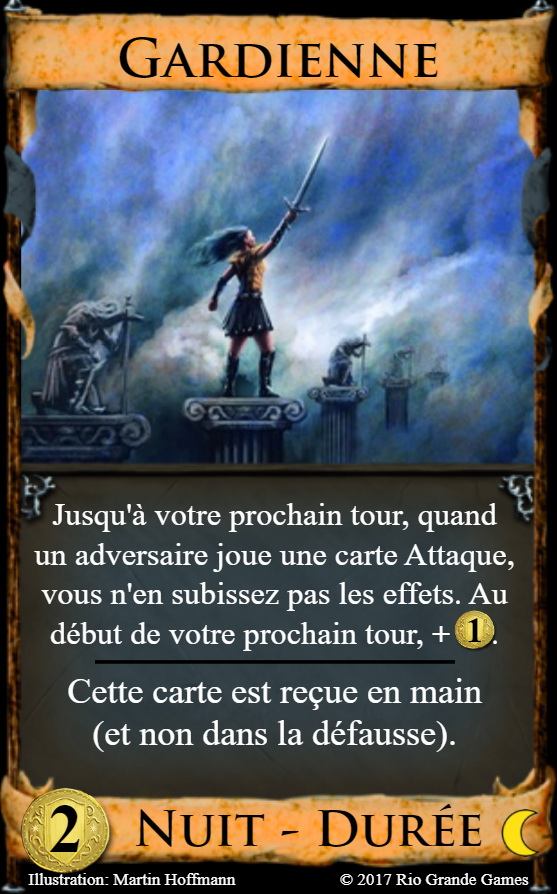 GARDIENNE
Jusqu'à votre prochain tour, quand
un adversaire joue une carte Attaque,
vous n'en subissez pas les effets. Au
début de votre prochain tour, + 1.
Cette carte est reçue en main
(et non dans la défausse).
2 NUIT - DURÉE
Illustration: Martin Hoffmann © 2017 Rio Grande Games